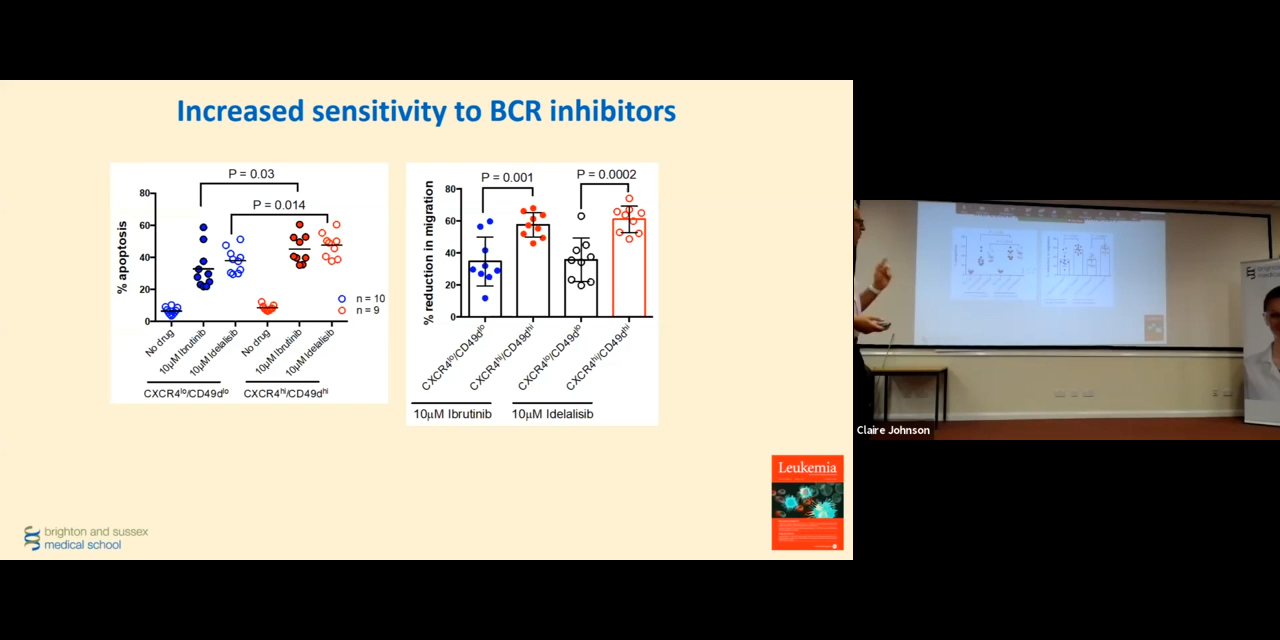 Increased sensitivity to BCR inhibitors
P = 0.03
P = 0.014
80
60
40
20
0
% apoptosis
n = 10
n = 9
No drug
10µM Ibrutinib
10µM Idelalisib
No drug
10µM Ibrutinib
10µM Idelalisib
CXCR4lo/CD49dlo
CXCR4hi/CD49dhi
P = 0.001
P = 0.0002
80
60
40
20
0
% reduction in migration
CXCR4lo/CD49dlo
CXCR4hi/CD49dhi
CXCR4lo/CD49dlo
CXCR4hi/CD49dhi
10µM Ibrutinib
10µM Idelalisib
Leukemia
brighton and sussex
medical school
Claire Johnson
brighton
medical